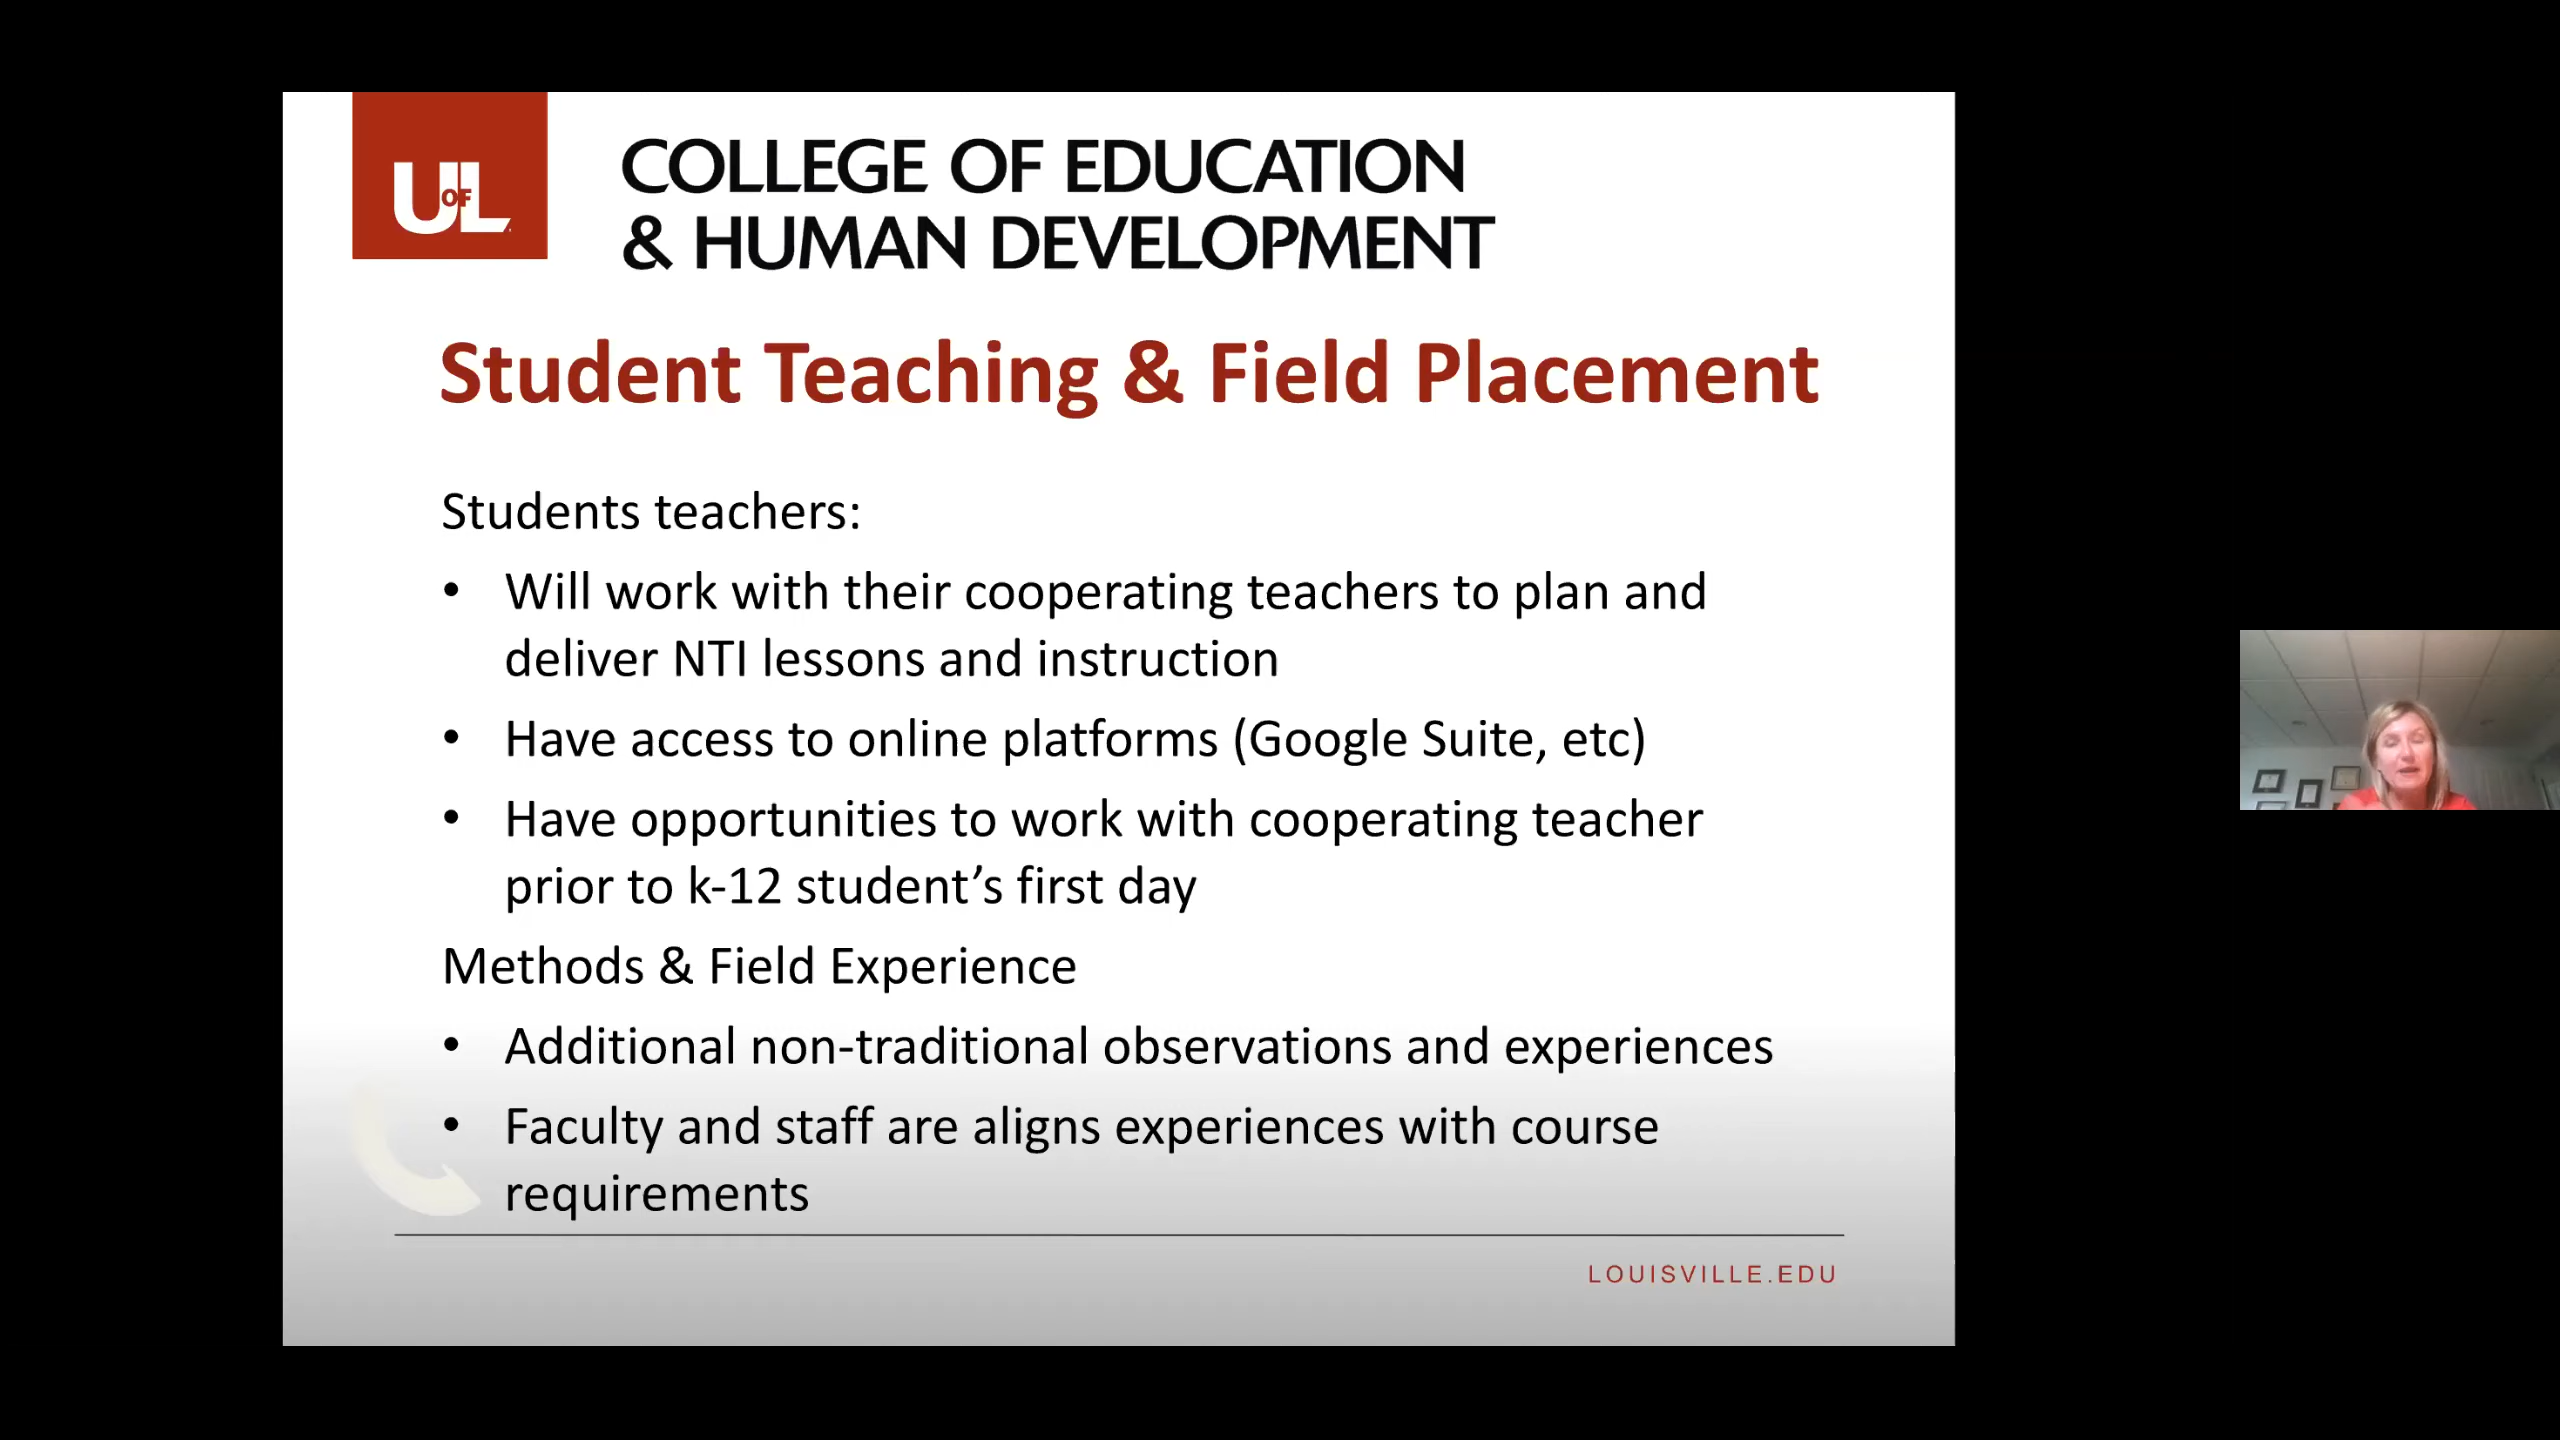 UOFL
COLLEGE OF EDUCATION
& HUMAN DEVELOPMENT
Student Teaching & Field Placement
Students teachers:
• Will work with their cooperating teachers to plan and
deliver NTI lessons and instruction
• Have access to online platforms (Google Suite, etc)
• Have opportunities to work with cooperating teacher
prior to k-12 student’s first day
Methods & Field Experience
• Additional non-traditional observations and experiences
• Faculty and staff are aligns experiences with course
requirements
LOUISVILLE.EDU